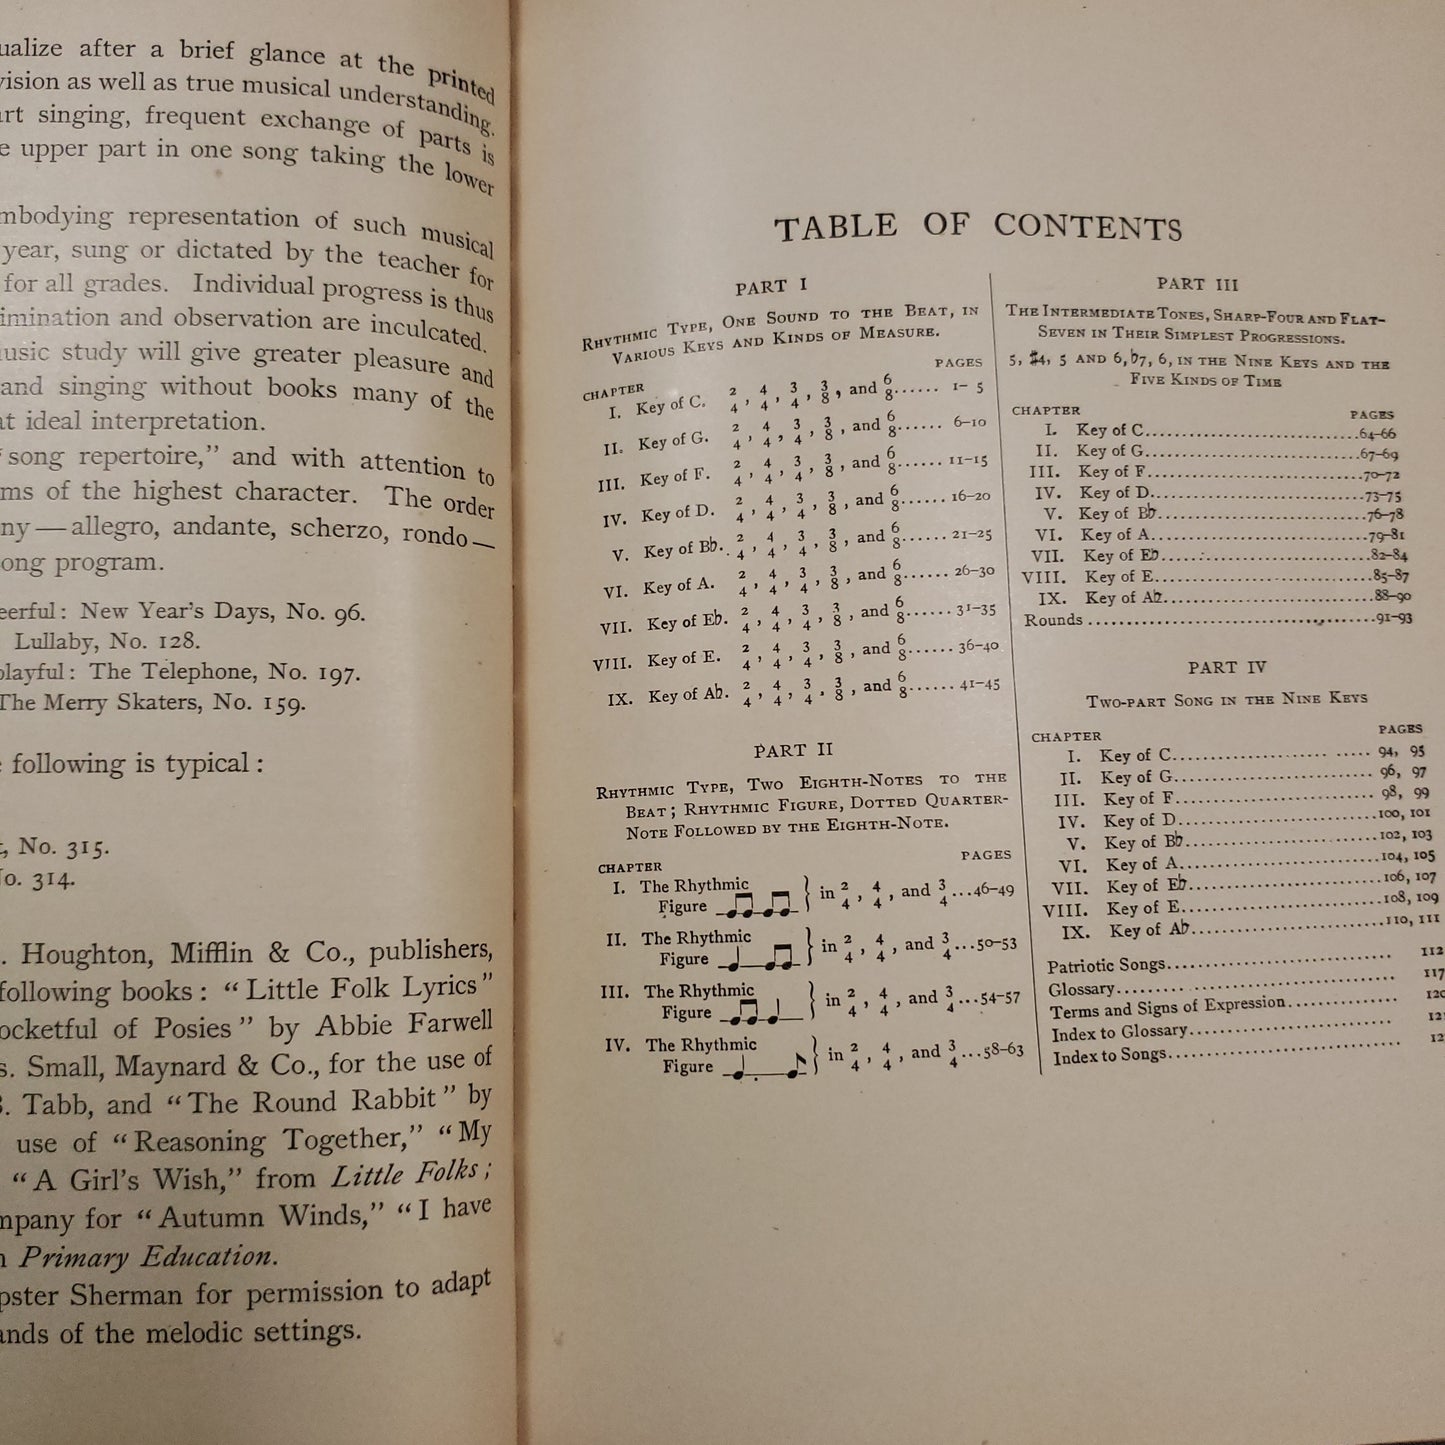 ualize after a brief glance at the printed
vision as well as true musical understanding.
art singing, frequent exchange of parts is
e upper part in one song taking the lower
mbodying representation of such musical
year, sung or dictated by the teacher for
for all grades. Individual progress is thus
imination and observation are inculcated.
usic study will give greater pleasure and
and singing without books many of the
at ideal interpretation.
"song repertoire," and with attention to
ms of the highest character. The order
ny — allegro, andante, scherzo, rondo —
ong program.
eerful: New Year's Days, No. 96.
Lullaby, No. 128.
playful: The Telephone, No. 197.
The Merry Skaters, No. 159.
e following is typical:
t, No. 315.
No. 314.
. Houghton, Mifflin & Co., publishers,
following books: "Little Folk Lyrics"
ocketful of Posies" by Abbie Farwell
s. Small, Maynard & Co., for the use of
B. Tabb, and "The Round Rabbit" by
use of "Reasoning Together," "My
"A Girl's Wish," from Little Folks;
mpany for "Autumn Winds," "I have
n Primary Education.
pster Sherman for permission to adapt
ands of the melodic settings.
TABLE OF CONTENTS
PART I
RHYTHMIC TYPE, ONE SOUND TO THE BEAT, IN
VARIOUS KEYS AND KINDS OF MEASURE.
CHAPTER PAGES
I. Key of C. 2/4, 4/4, 3/4, 3/8, and 6/8...... 1–5
II. Key of G. 2/4, 4/4, 3/4, 3/8, and 6/8...... 6–10
III. Key of F. 2/4, 4/4, 3/4, 3/8, and 6/8...... 11–15
IV. Key of D. 2/4, 4/4, 3/4, 3/8, and 6/8...... 16–20
V. Key of B♭. 2/4, 4/4, 3/4, 3/8, and 6/8...... 21–25
VI. Key of A. 2/4, 4/4, 3/4, 3/8, and 6/8...... 26–30
VII. Key of E♭. 2/4, 4/4, 3/4, 3/8, and 6/8...... 31–35
VIII. Key of E. 2/4, 4/4, 3/4, 3/8, and 6/8...... 36–40
IX. Key of A♭. 2/4, 4/4, 3/4, 3/8, and 6/8...... 41–45
PART II
RHYTHMIC TYPE, TWO EIGHTH-NOTES TO THE
BEAT; RHYTHMIC FIGURE, DOTTED QUARTER-
NOTE FOLLOWED BY THE EIGHTH-NOTE.
CHAPTER PAGES
I. The Rhythmic
Figure } in 2/4, 4/4, and 3/4...46–49
II. The Rhythmic
Figure } in 2/4, 4/4, and 3/4...50–53
III. The Rhythmic
Figure } in 2/4, 4/4, and 3/4...54–57
IV. The Rhythmic
Figure } in 2/4, 4/4, and 3/4...58–63
PART III
THE INTERMEDIATE TONES, SHARP-FOUR AND FLAT-
SEVEN IN THEIR SIMPLEST PROGRESSIONS.
5, ♯4, 5 AND 6, ♭7, 6, IN THE NINE KEYS AND THE
FIVE KINDS OF TIME
CHAPTER PAGES
I. Key of C......64–66
II. Key of G......67–69
III. Key of F......70–72
IV. Key of D......73–75
V. Key of B♭......76–78
VI. Key of A......79–81
VII. Key of E♭......82–84
VIII. Key of E......85–87
IX. Key of A♭......88–90
Rounds......91–93
PART IV
TWO-PART SONG IN THE NINE KEYS
CHAPTER PAGES
I. Key of C...... 94, 95
II. Key of G...... 96, 97
III. Key of F...... 98, 99
IV. Key of D......100, 101
V. Key of B♭......102, 103
VI. Key of A......104, 105
VII. Key of E♭......106, 107
VIII. Key of E......108, 109
IX. Key of A♭......110, 111
Patriotic Songs...... 112
Glossary...... 117
Terms and Signs of Expression...... 120
Index to Glossary...... 12
Index to Songs...... 12